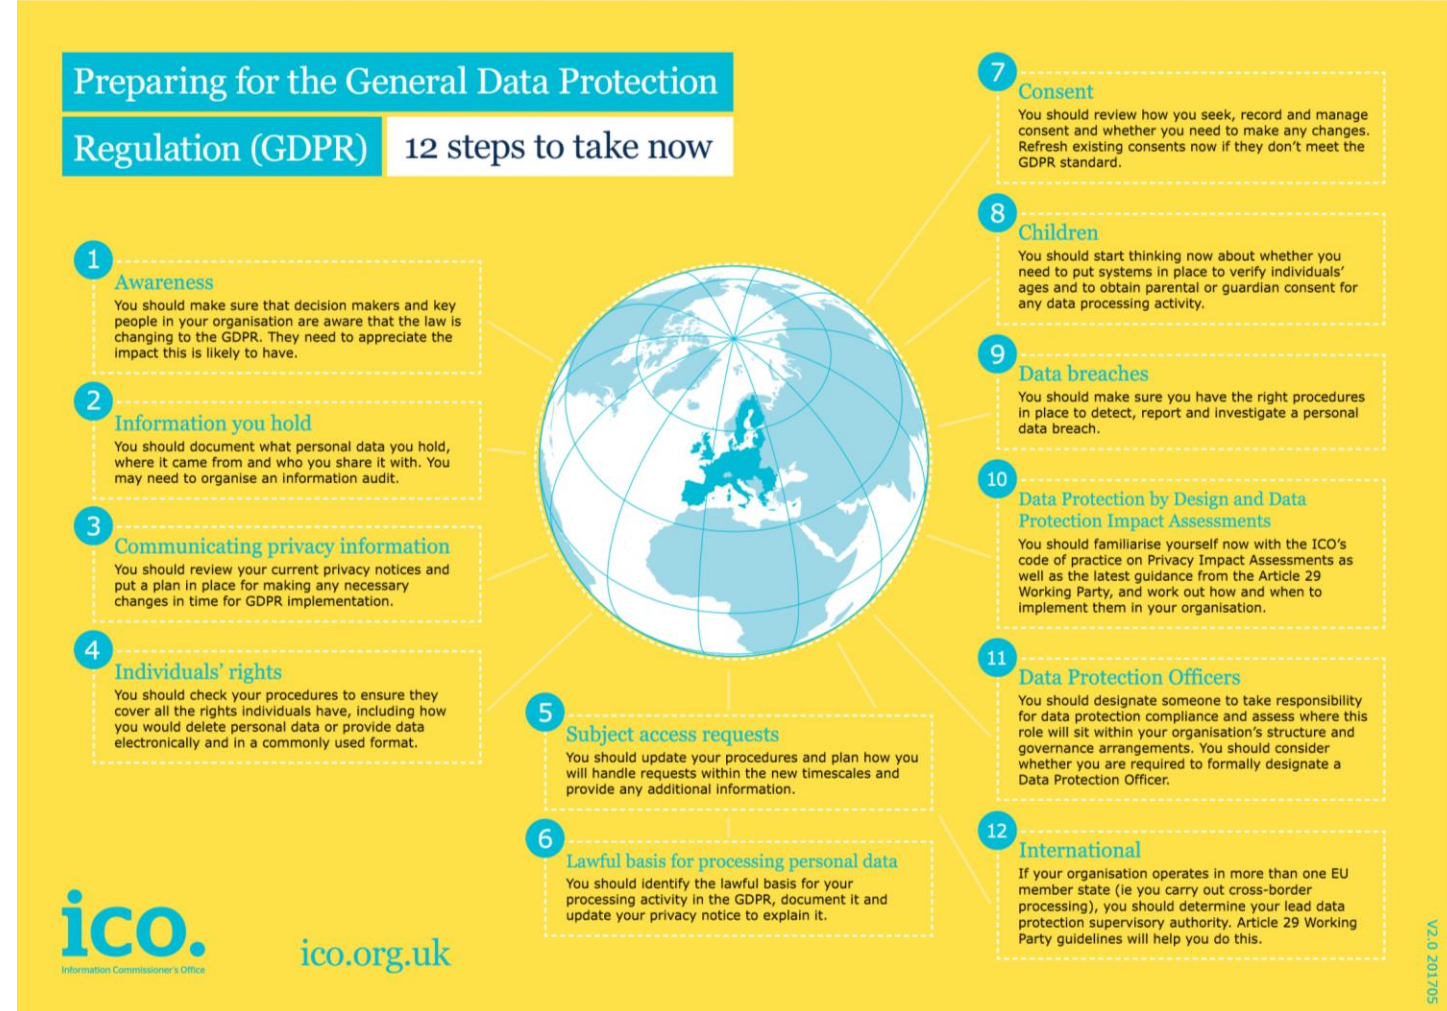 Preparing for the General Data Protection
Regulation (GDPR) 12 steps to take now
1
Awareness
You should make sure that decision makers and key
people in your organisation are aware that the law is
changing to the GDPR. They need to appreciate the
impact this is likely to have.
2
Information you hold
You should document what personal data you hold,
where it came from and who you share it with. You
may need to organise an information audit.
3
Communicating privacy information
You should review your current privacy notices and
put a plan in place for making any necessary
changes in time for GDPR implementation.
4
Individuals’ rights
You should check your procedures to ensure they
cover all the rights individuals have, including how
you would delete personal data or provide data
electronically and in a commonly used format.
5
Subject access requests
You should update your procedures and plan how you
will handle requests within the new timescales and
provide any additional information.
6
Lawful basis for processing personal data
You should identify the lawful basis for your
processing activity in the GDPR, document it and
update your privacy notice to explain it.
7
Consent
You should review how you seek, record and manage
consent and whether you need to make any changes.
Refresh existing consents now if they don’t meet the
GDPR standard.
8
Children
You should start thinking now about whether you
need to put systems in place to verify individuals’
ages and to obtain parental or guardian consent for
any data processing activity.
9
Data breaches
You should make sure you have the right procedures
in place to detect, report and investigate a personal
data breach.
10
Data Protection by Design and Data
Protection Impact Assessments
You should familiarise yourself now with the ICO’s
code of practice on Privacy Impact Assessments as
well as the latest guidance from the Article 29
Working Party, and work out how and when to
implement them in your organisation.
11
Data Protection Officers
You should designate someone to take responsibility
for data protection compliance and assess where this
role will sit within your organisation’s structure and
governance arrangements. You should consider
whether you are required to formally designate a
Data Protection Officer.
12
International
If your organisation operates in more than one EU
member state (ie you carry out cross-border
processing), you should determine your lead data
protection supervisory authority. Article 29 Working
Party guidelines will help you do this.
ico.
Information Commissioner’s Office
ico.org.uk
V2.0 201705